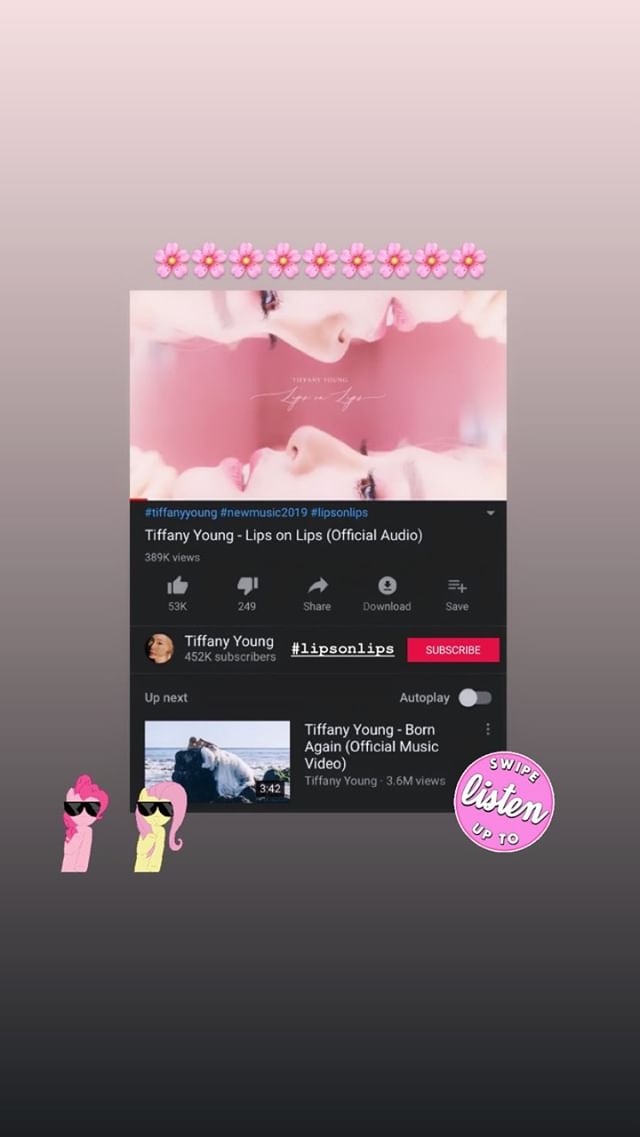 TIFFANY YOUNG
Lips on Lips
#tiffanyyoung #newmusic2019 #lipsonlips
Tiffany Young - Lips on Lips (Official Audio)
389K views
53K
249
Share
Download
Save
Tiffany Young
452K subscribers
#lipsonlips
SUBSCRIBE
Up next
Autoplay
Tiffany Young - Born
Again (Official Music
Video)
Tiffany Young · 3.6M views
3:42
SWIPE
listen
UP TO